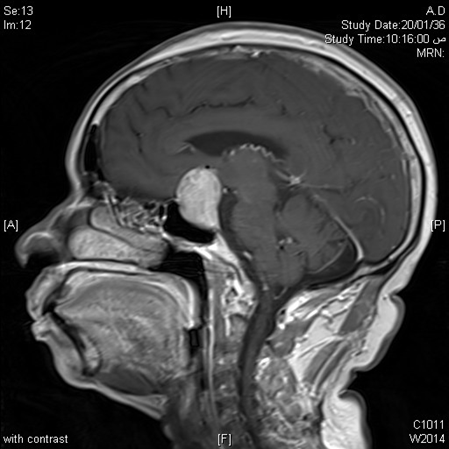 Se:13
Im:12
[H]
A.D
Study Date:20/01/36
Study Time:10:16:00 ص
MRN:
[A]
[P]
with contrast
[F]
C1011
W2014